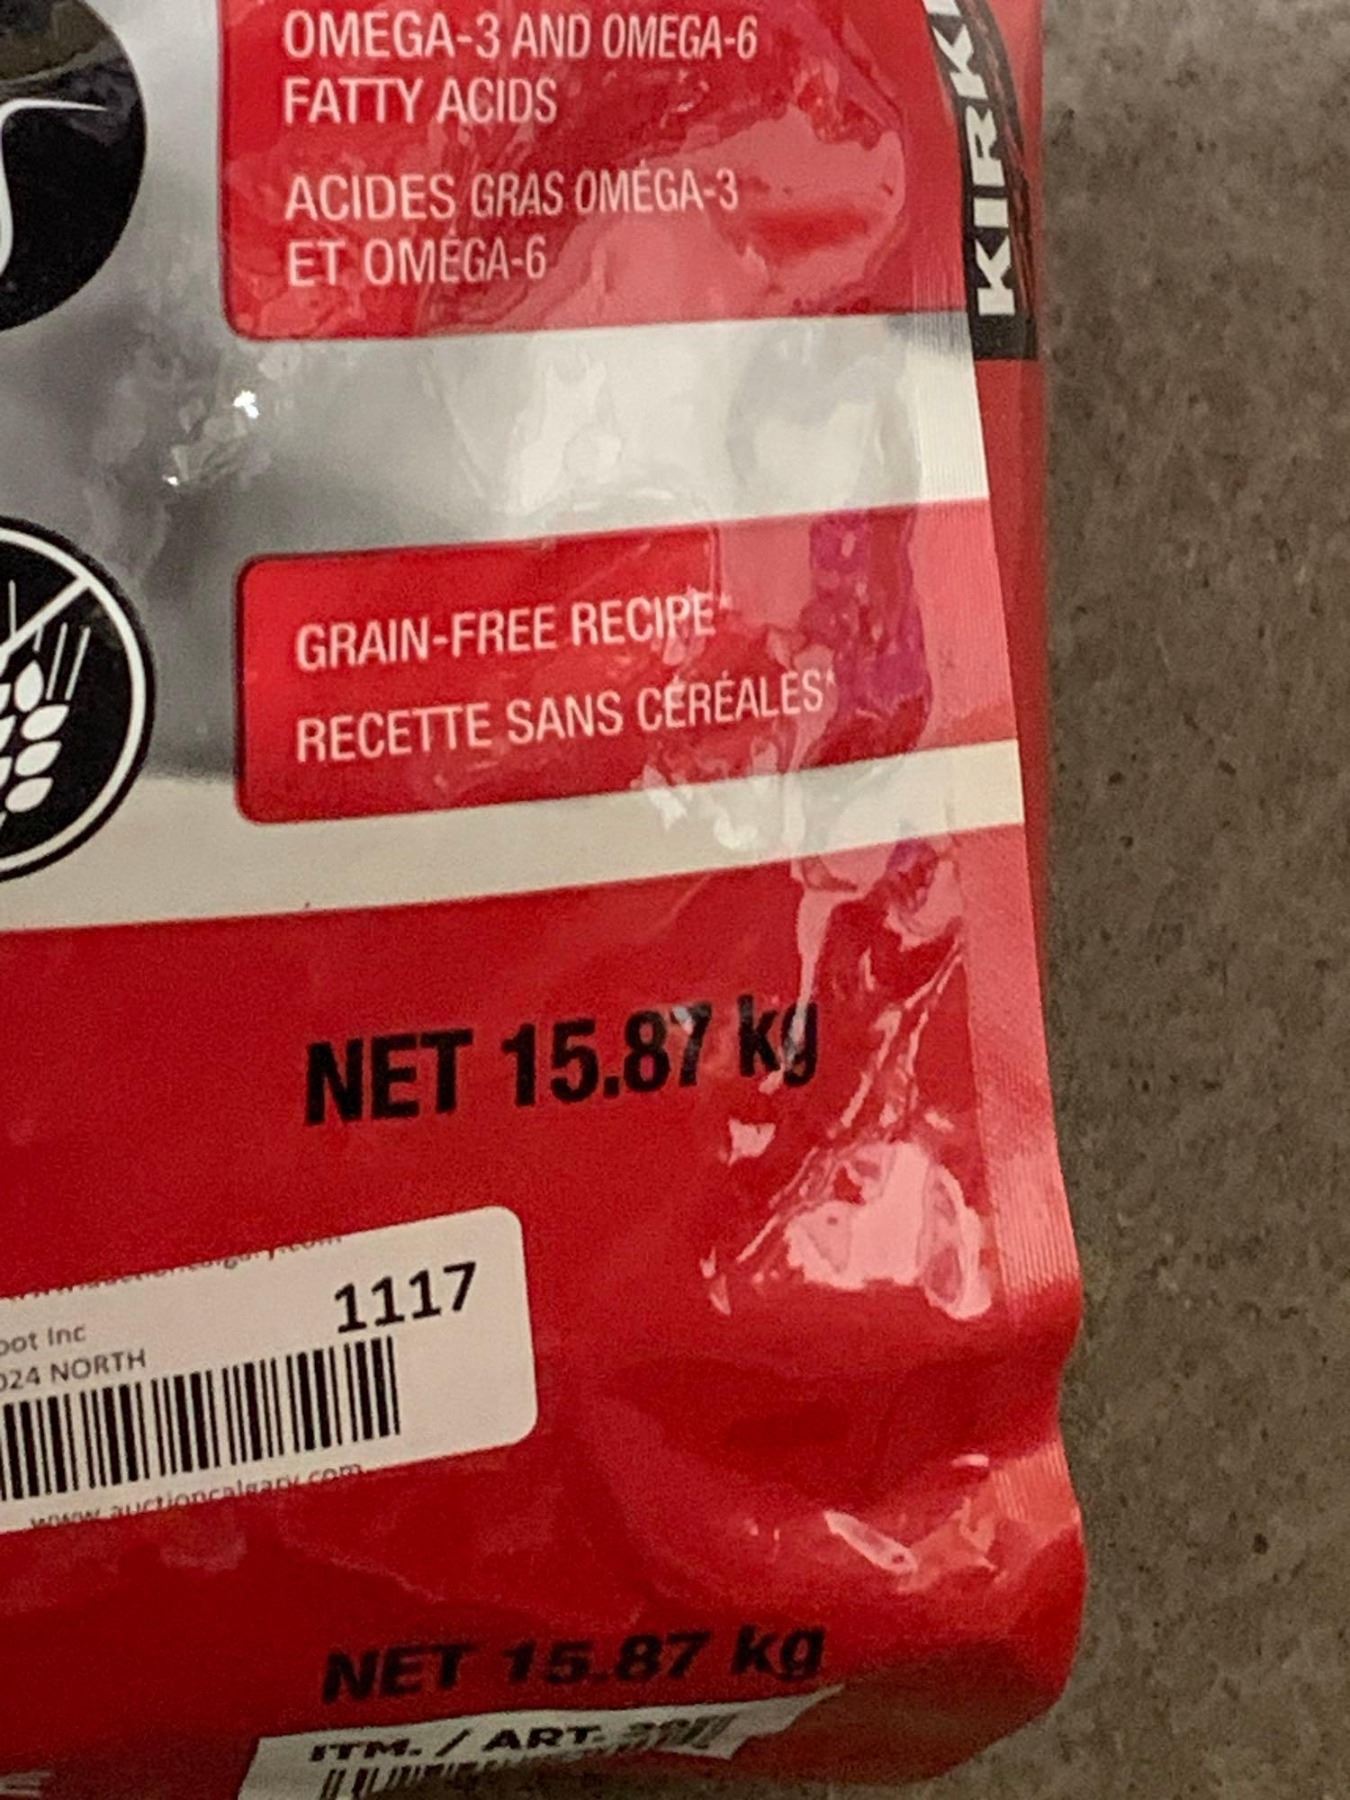 OMEGA-3 AND OMEGA-6
FATTY ACIDS
ACIDES GRAS OMÉGA-3
ET OMÉGA-6
KIRK
GRAIN-FREE RECIPE*
RECETTE SANS CÉRÉALES*
NET 15.87 kg
1117
Inc
NORTH
www.auctioncalgary.com
NET 15.87 kg
ITM. / ART.